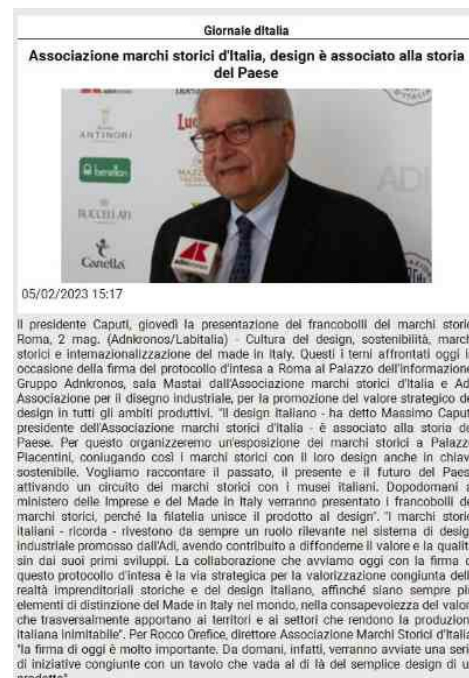 Giornale dItalia
Associazione marchi storici d'Italia, design è associato alla storia
del Paese
ANTINORI
benetton
BUCCELLATI
Canella
ADI
adnkronos
05/02/2023 15:17
Il presidente Caputi, giovedì la presentazione dei francobolli dei marchi storic
Roma, 2 mag. (Adnkronos/Labitalia) - Cultura del design, sostenibilità, march
storici e internazionalizzazione del made in Italy. Questi i temi affrontati oggi i
occasione della firma del protocollo d'intesa a Roma al Palazzo dell'Informazion
Gruppo Adnkronos, sala Mastai dall'Associazione marchi storici d'Italia e Ad
Associazione per il disegno industriale, per la promozione del valore strategico de
design in tutti gli ambiti produttivi. "Il design italiano - ha detto Massimo Caput
presidente dell'Associazione marchi storici d'Italia - è associato alla storia de
Paese. Per questo organizzeremo un'esposizione dei marchi storici a Palazz
Piacentini, coniugando così i marchi storici con il loro design anche in chiav
sostenibile. Vogliamo raccontare il passato, il presente e il futuro del Paes
attivando un circuito dei marchi storici con i musei italiani. Dopodomani a
ministero delle Imprese e del Made in Italy verranno presentato i francobolli de
marchi storici, perché la filatelia unisce il prodotto al design". "I marchi storic
italiani - ricorda - rivestono da sempre un ruolo rilevante nel sistema di desig
industriale promosso dall'Adi, avendo contribuito a diffonderne il valore e la qualit
sin dai suoi primi sviluppi. La collaborazione che avviamo oggi con la firma d
questo protocollo d'intesa è la via strategica per la valorizzazione congiunta dell
realtà imprenditoriali storiche e del design italiano, affinché siano sempre pi
elementi di distinzione del Made in Italy nel mondo, nella consapevolezza del valor
che trasversalmente apportano ai territori e ai settori che rendono la produzion
italiana inimitabile". Per Rocco Orefice, direttore Associazione Marchi Storici d'Itali
"la firma di oggi è molto importante. Da domani, infatti, verranno avviate una seri
di iniziative congiunte con un tavolo che vada al di là del semplice design di u
prodotto".